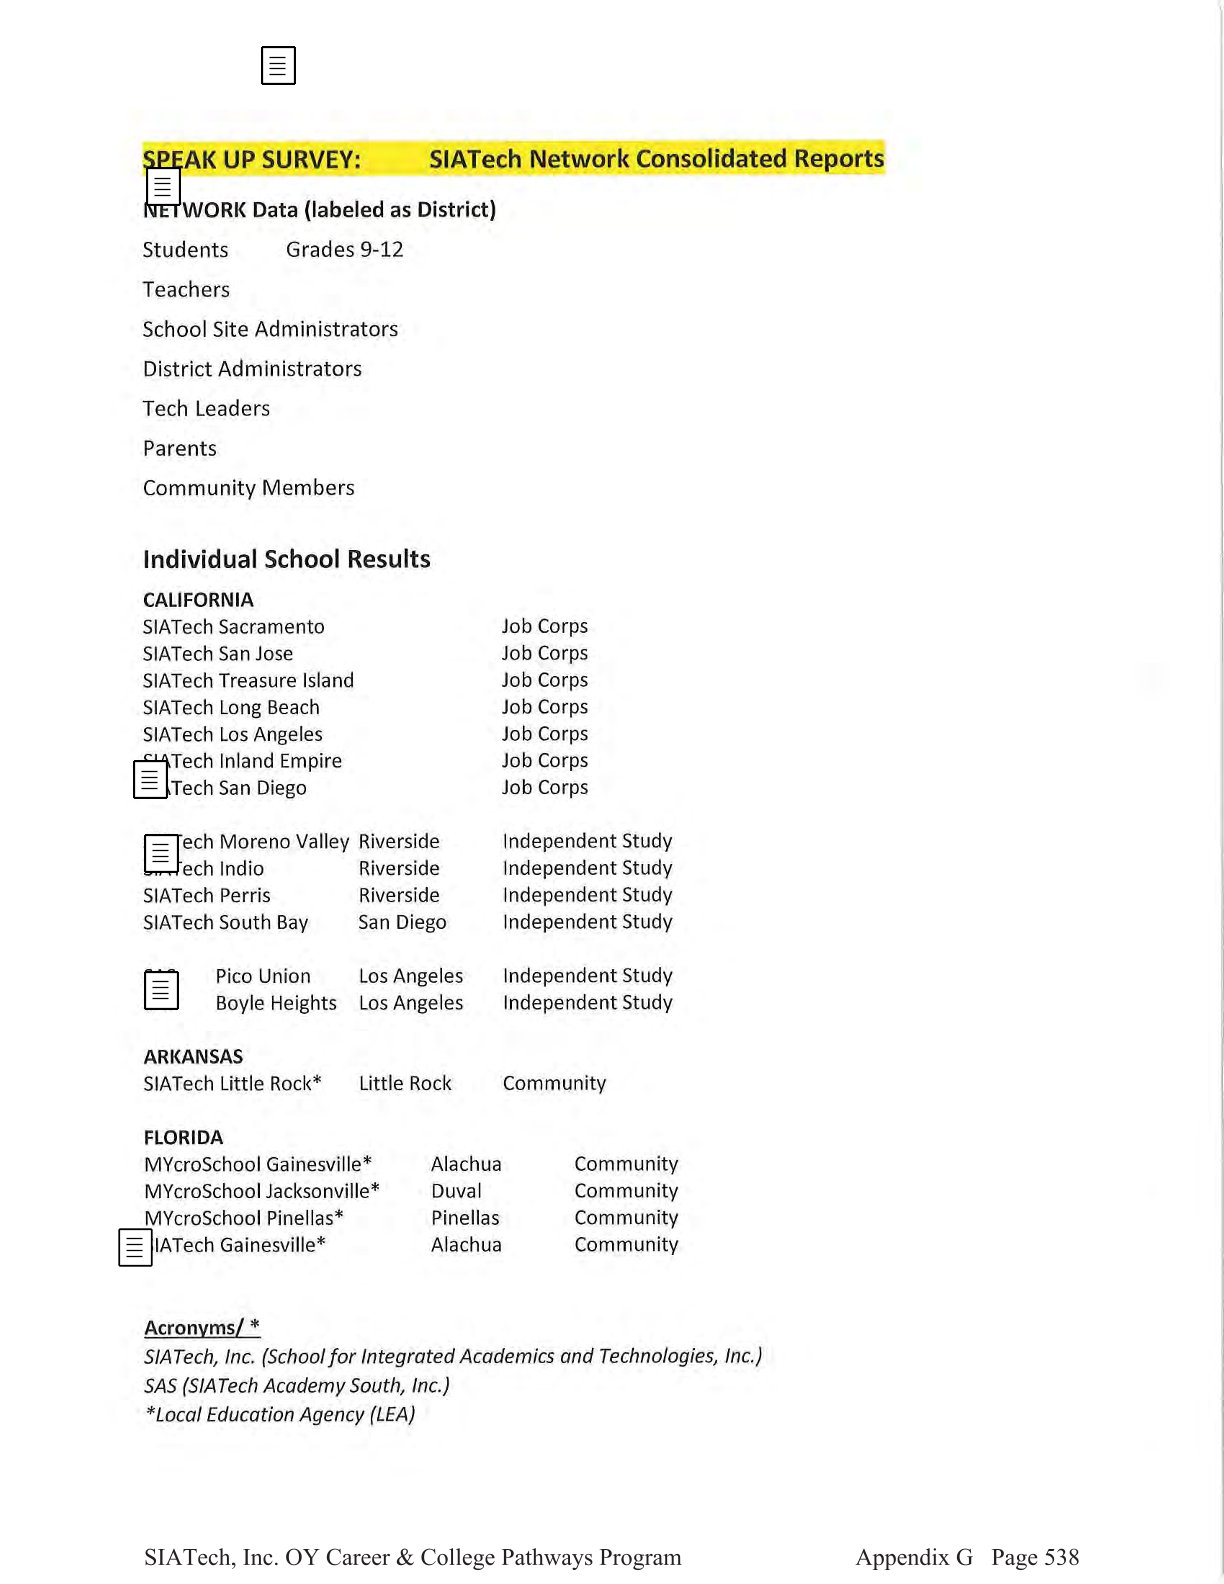 SPEAK UP SURVEY: SIATech Network Consolidated Reports
NETWORK Data (labeled as District)
Students Grades 9-12
Teachers
School Site Administrators
District Administrators
Tech Leaders
Parents
Community Members
Individual School Results
CALIFORNIA
SIATech Sacramento Job Corps
SIATech San Jose Job Corps
SIATech Treasure Island Job Corps
SIATech Long Beach Job Corps
SIATech Los Angeles Job Corps
SIATech Inland Empire Job Corps
SIATech San Diego Job Corps
SIATech Moreno Valley Riverside Independent Study
SIATech Indio Riverside Independent Study
SIATech Perris Riverside Independent Study
SIATech South Bay San Diego Independent Study
Pico Union Los Angeles Independent Study
Boyle Heights Los Angeles Independent Study
ARKANSAS
SIATech Little Rock* Little Rock Community
FLORIDA
MYcroSchool Gainesville* Alachua Community
MYcroSchool Jacksonville* Duval Community
MYcroSchool Pinellas* Pinellas Community
SIATech Gainesville* Alachua Community
Acronyms/ *
SIATech, Inc. (School for Integrated Academics and Technologies, Inc.)
SAS (SIATech Academy South, Inc.)
*Local Education Agency (LEA)
SIATech, Inc. OY Career & College Pathways Program Appendix G Page 538